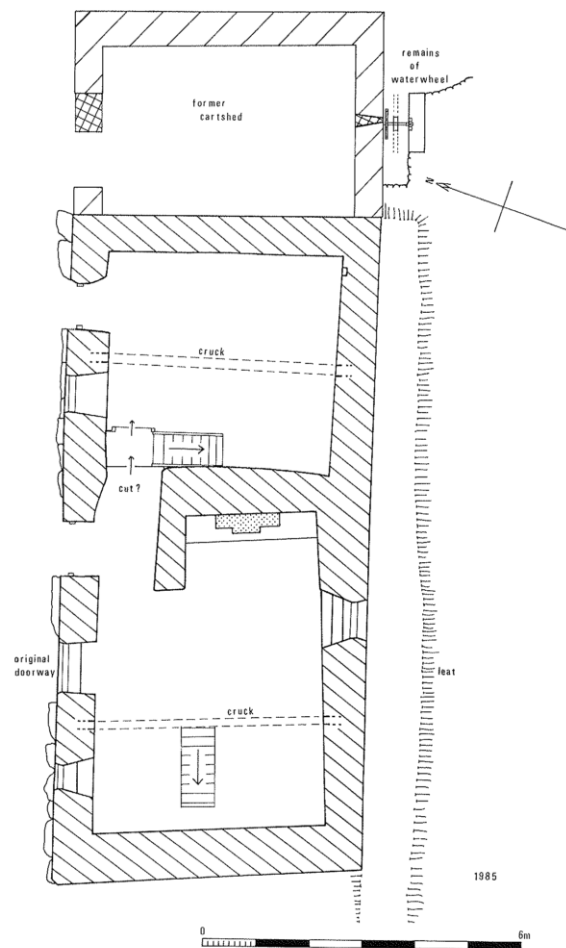 remains
of
waterwheel
former
cartshed
N
cruck
cut?
original
doorway
leat
cruck
1985
0
6m